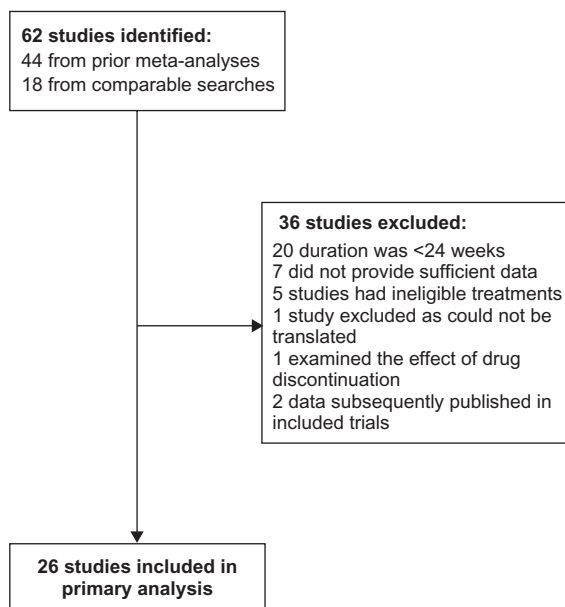 62 studies identified:
44 from prior meta-analyses
18 from comparable searches
36 studies excluded:
20 duration was <24 weeks
7 did not provide sufficient data
5 studies had ineligible treatments
1 study excluded as could not be
translated
1 examined the effect of drug
discontinuation
2 data subsequently published in
included trials
26 studies included in
primary analysis